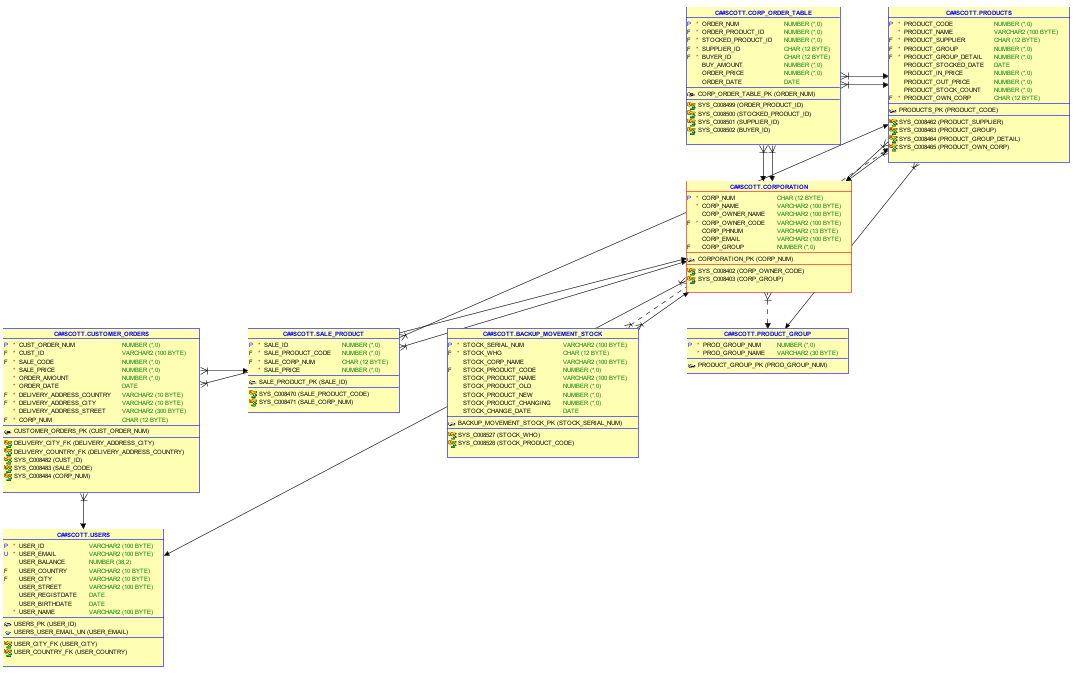 C##SCOTT.CORP_ORDER_TABLE
P * ORDER_NUM NUMBER (*,0)
F * ORDER_PRODUCT_ID NUMBER (*,0)
F * STOCKED_PRODUCT_ID NUMBER (*,0)
F * SUPPLIER_ID CHAR (12 BYTE)
F * BUYER_ID CHAR (12 BYTE)
BUY_AMOUNT NUMBER (*,0)
ORDER_PRICE NUMBER (*,0)
ORDER_DATE DATE
CORP_ORDER_TABLE_PK (ORDER_NUM)
SYS_C008499 (ORDER_PRODUCT_ID)
SYS_C008500 (STOCKED_PRODUCT_ID)
SYS_C008501 (SUPPLIER_ID)
SYS_C008502 (BUYER_ID)
C##SCOTT.PRODUCTS
P * PRODUCT_CODE NUMBER (*,0)
* PRODUCT_NAME VARCHAR2 (100 BYTE)
F * PRODUCT_SUPPLIER CHAR (12 BYTE)
F * PRODUCT_GROUP NUMBER (*,0)
F * PRODUCT_GROUP_DETAIL NUMBER (*,0)
PRODUCT_STOCKED_DATE DATE
PRODUCT_IN_PRICE NUMBER (*,0)
PRODUCT_OUT_PRICE NUMBER (*,0)
PRODUCT_STOCK_COUNT NUMBER (*,0)
F * PRODUCT_OWN_CORP CHAR (12 BYTE)
PRODUCTS_PK (PRODUCT_CODE)
SYS_C008462 (PRODUCT_SUPPLIER)
SYS_C008463 (PRODUCT_GROUP)
SYS_C008464 (PRODUCT_GROUP_DETAIL)
SYS_C008465 (PRODUCT_OWN_CORP)
C##SCOTT.CORPORATION
P * CORP_NUM CHAR (12 BYTE)
* CORP_NAME VARCHAR2 (100 BYTE)
CORP_OWNER_NAME VARCHAR2 (100 BYTE)
F * CORP_OWNER_CODE VARCHAR2 (100 BYTE)
CORP_PHNUM VARCHAR2 (13 BYTE)
CORP_EMAIL VARCHAR2 (100 BYTE)
F CORP_GROUP NUMBER (*,0)
CORPORATION_PK (CORP_NUM)
SYS_C008402 (CORP_OWNER_CODE)
SYS_C008403 (CORP_GROUP)
C##SCOTT.CUSTOMER_ORDERS
P * CUST_ORDER_NUM NUMBER (*,0)
F * CUST_ID VARCHAR2 (100 BYTE)
F * SALE_CODE NUMBER (*,0)
* SALE_PRICE NUMBER (*,0)
* ORDER_AMOUNT NUMBER (*,0)
* ORDER_DATE DATE
F * DELIVERY_ADDRESS_COUNTRY VARCHAR2 (10 BYTE)
F * DELIVERY_ADDRESS_CITY VARCHAR2 (10 BYTE)
* DELIVERY_ADDRESS_STREET VARCHAR2 (300 BYTE)
F * CORP_NUM CHAR (12 BYTE)
CUSTOMER_ORDERS_PK (CUST_ORDER_NUM)
DELIVERY_CITY_FK (DELIVERY_ADDRESS_CITY)
DELIVERY_COUNTRY_FK (DELIVERY_ADDRESS_COUNTRY)
SYS_C008482 (CUST_ID)
SYS_C008483 (SALE_CODE)
SYS_C008484 (CORP_NUM)
C##SCOTT.SALE_PRODUCT
P * SALE_ID NUMBER (*,0)
F * SALE_PRODUCT_CODE NUMBER (*,0)
F * SALE_CORP_NUM CHAR (12 BYTE)
* SALE_PRICE NUMBER (*,0)
SALE_PRODUCT_PK (SALE_ID)
SYS_C008470 (SALE_PRODUCT_CODE)
SYS_C008471 (SALE_CORP_NUM)
C##SCOTT.BACKUP_MOVEMENT_STOCK
P * STOCK_SERIAL_NUM VARCHAR2 (100 BYTE)
F * STOCK_WHO CHAR (12 BYTE)
STOCK_CORP_NAME VARCHAR2 (100 BYTE)
F STOCK_PRODUCT_CODE NUMBER (*,0)
STOCK_PRODUCT_NAME VARCHAR2 (100 BYTE)
STOCK_PRODUCT_OLD NUMBER (*,0)
STOCK_PRODUCT_NEW NUMBER (*,0)
STOCK_PRODUCT_CHANGING NUMBER (*,0)
STOCK_CHANGE_DATE DATE
BACKUP_MOVEMENT_STOCK_PK (STOCK_SERIAL_NUM)
SYS_C008527 (STOCK_WHO)
SYS_C008528 (STOCK_PRODUCT_CODE)
C##SCOTT.PRODUCT_GROUP
P * PROD_GROUP_NUM NUMBER (*,0)
* PROD_GROUP_NAME VARCHAR2 (30 BYTE)
PRODUCT_GROUP_PK (PROD_GROUP_NUM)
C##SCOTT.USERS
P * USER_ID VARCHAR2 (100 BYTE)
U * USER_EMAIL VARCHAR2 (100 BYTE)
USER_BALANCE NUMBER (38,2)
F USER_COUNTRY VARCHAR2 (10 BYTE)
F USER_CITY VARCHAR2 (10 BYTE)
USER_STREET VARCHAR2 (100 BYTE)
USER_REGISTDATE DATE
USER_BIRTHDATE DATE
* USER_NAME VARCHAR2 (100 BYTE)
USERS_PK (USER_ID)
USERS_USER_EMAIL_UN (USER_EMAIL)
USER_CITY_FK (USER_CITY)
USER_COUNTRY_FK (USER_COUNTRY)